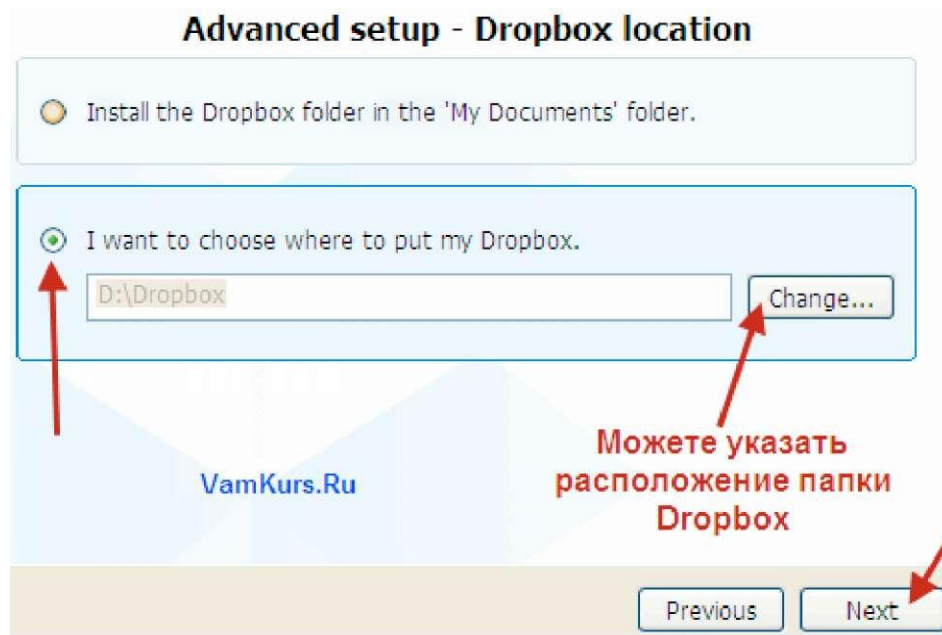 Advanced setup - Dropbox location
Install the Dropbox folder in the 'My Documents' folder.
I want to choose where to put my Dropbox.
D:\Dropbox
Change...
Можете указать
расположение папки
Dropbox
VamKurs.Ru
Previous
Next